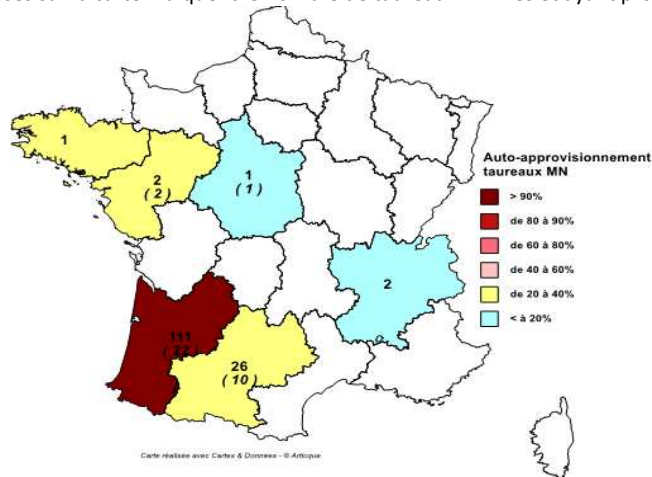 1
2
( 2 )
1
( 1 )
2
111
26
( 10 )
Auto-approvisionnement
taureaux MN
> 90%
de 80 à 90%
de 60 à 80%
de 40 à 60%
de 20 à 40%
< à 20%
Carte réalisée avec Cartes & Données - © Artique